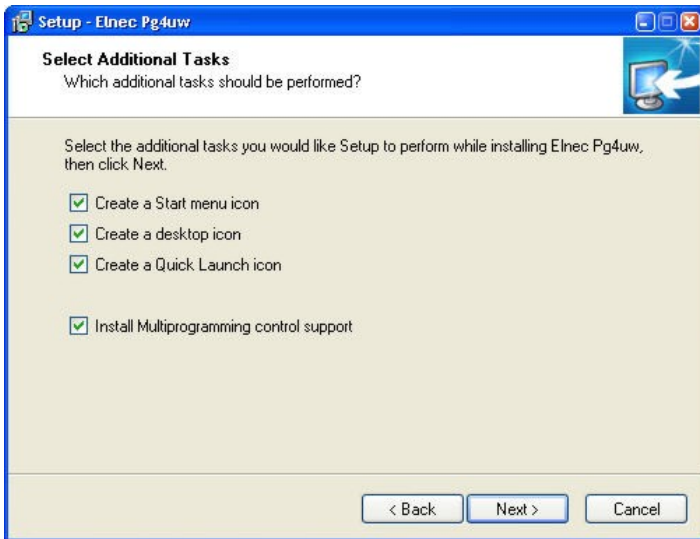 Setup - Elnec Pg4uw
Select Additional Tasks
Which additional tasks should be performed?
Select the additional tasks you would like Setup to perform while installing Elnec Pg4uw,
then click Next.
Create a Start menu icon
Create a desktop icon
Create a Quick Launch icon
Install Multiprogramming control support
< Back
Next >
Cancel